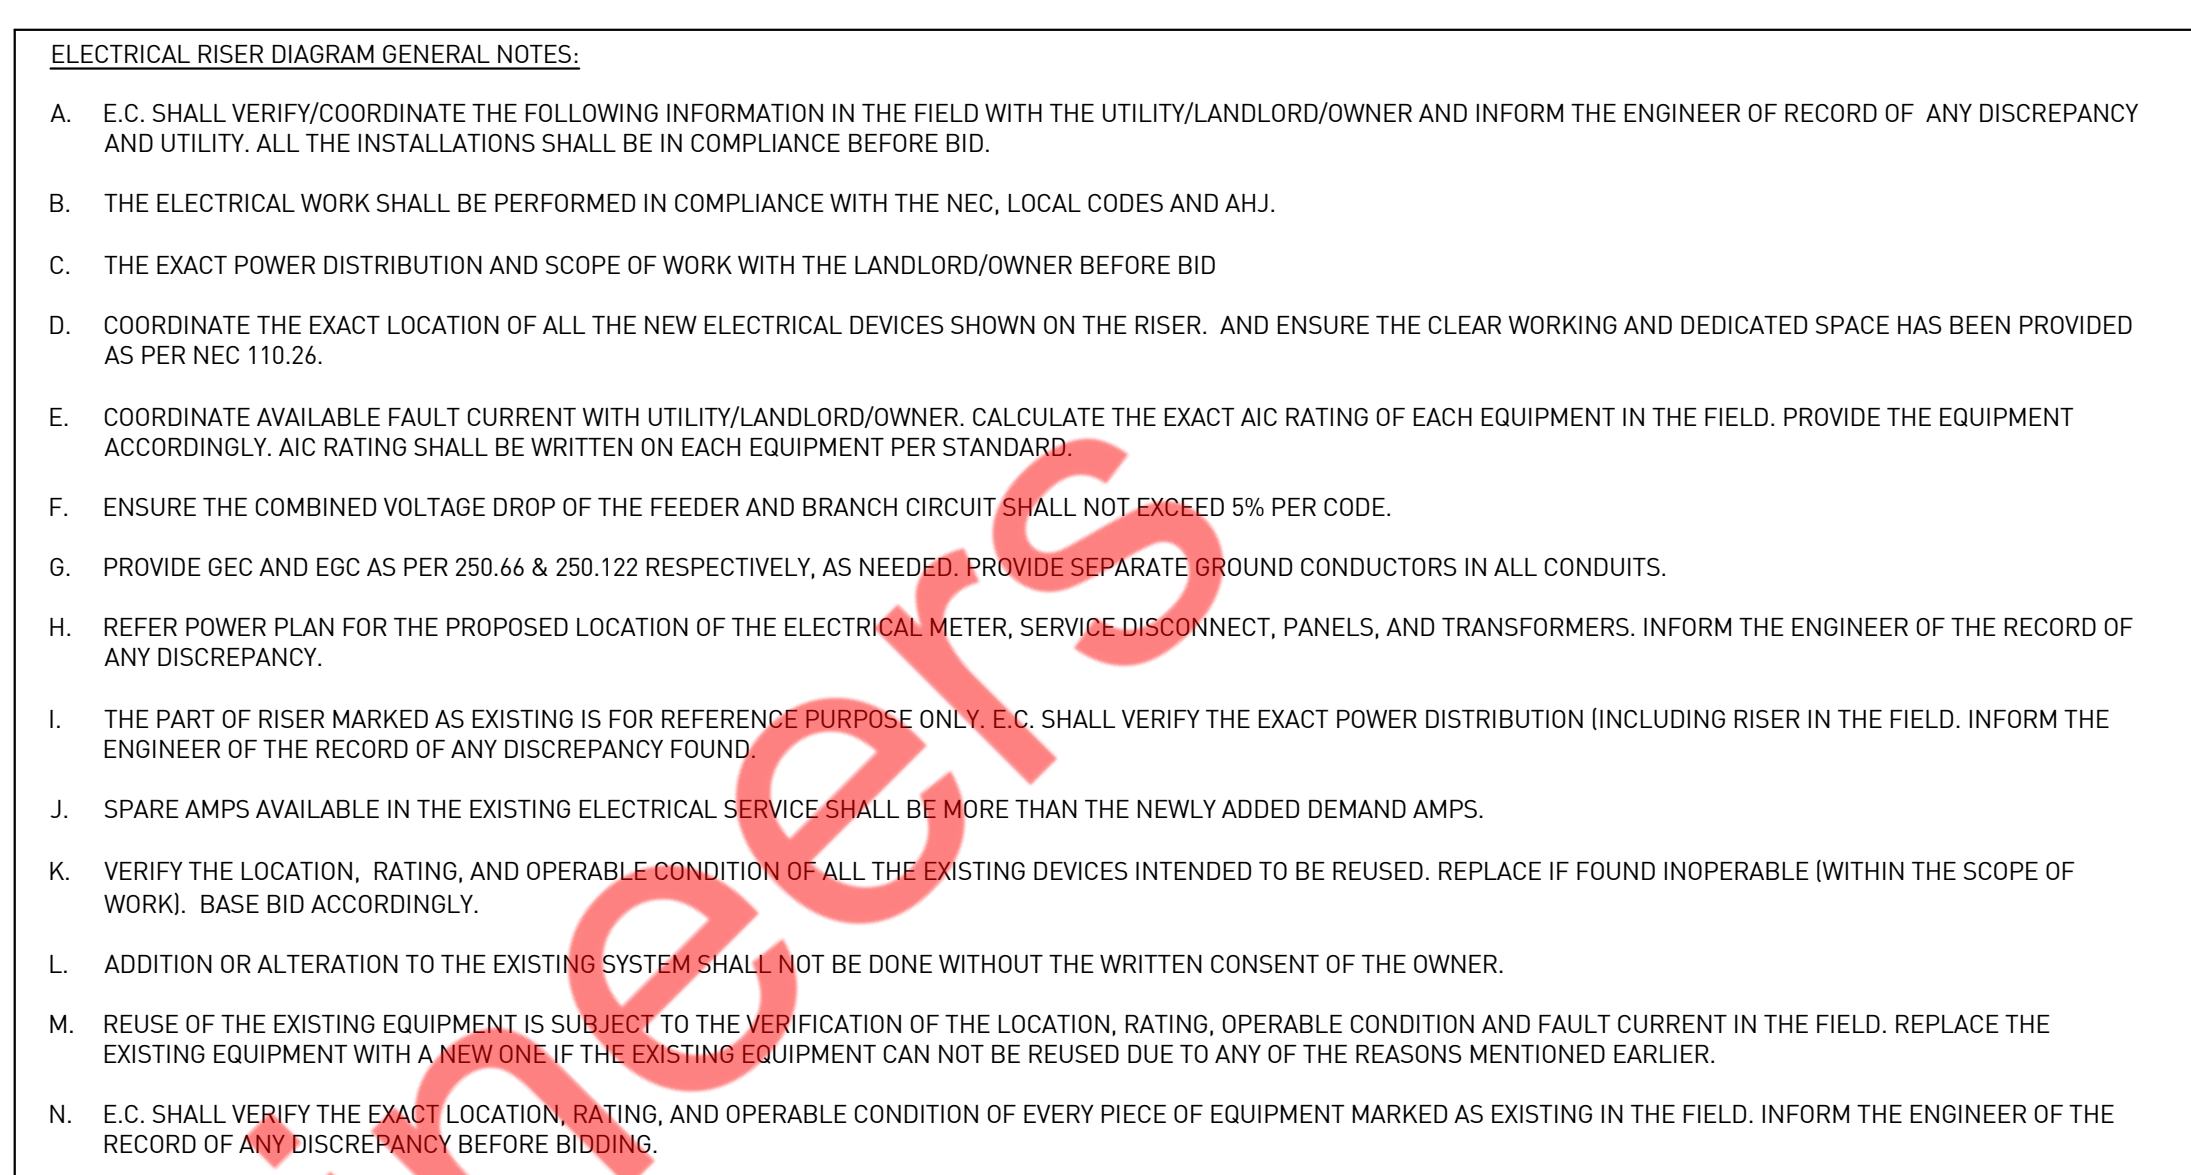 ELECTRICAL RISER DIAGRAM GENERAL NOTES:
A. E.C. SHALL VERIFY/COORDINATE THE FOLLOWING INFORMATION IN THE FIELD WITH THE UTILITY/LANDLORD/OWNER AND INFORM THE ENGINEER OF RECORD OF ANY DISCREPANCY
AND UTILITY. ALL THE INSTALLATIONS SHALL BE IN COMPLIANCE BEFORE BID.
B. THE ELECTRICAL WORK SHALL BE PERFORMED IN COMPLIANCE WITH THE NEC, LOCAL CODES AND AHJ.
C. THE EXACT POWER DISTRIBUTION AND SCOPE OF WORK WITH THE LANDLORD/OWNER BEFORE BID
D. COORDINATE THE EXACT LOCATION OF ALL THE NEW ELECTRICAL DEVICES SHOWN ON THE RISER. AND ENSURE THE CLEAR WORKING AND DEDICATED SPACE HAS BEEN PROVIDED
AS PER NEC 110.26.
E. COORDINATE AVAILABLE FAULT CURRENT WITH UTILITY/LANDLORD/OWNER. CALCULATE THE EXACT AIC RATING OF EACH EQUIPMENT IN THE FIELD. PROVIDE THE EQUIPMENT
ACCORDINGLY. AIC RATING SHALL BE WRITTEN ON EACH EQUIPMENT PER STANDARD.
F. ENSURE THE COMBINED VOLTAGE DROP OF THE FEEDER AND BRANCH CIRCUIT SHALL NOT EXCEED 5% PER CODE.
G. PROVIDE GEC AND EGC AS PER 250.66 & 250.122 RESPECTIVELY, AS NEEDED. PROVIDE SEPARATE GROUND CONDUCTORS IN ALL CONDUITS.
H. REFER POWER PLAN FOR THE PROPOSED LOCATION OF THE ELECTRICAL METER, SERVICE DISCONNECT, PANELS, AND TRANSFORMERS. INFORM THE ENGINEER OF THE RECORD OF
ANY DISCREPANCY.
I. THE PART OF RISER MARKED AS EXISTING IS FOR REFERENCE PURPOSE ONLY. E.C. SHALL VERIFY THE EXACT POWER DISTRIBUTION (INCLUDING RISER IN THE FIELD. INFORM THE
ENGINEER OF THE RECORD OF ANY DISCREPANCY FOUND.
J. SPARE AMPS AVAILABLE IN THE EXISTING ELECTRICAL SERVICE SHALL BE MORE THAN THE NEWLY ADDED DEMAND AMPS.
K. VERIFY THE LOCATION, RATING, AND OPERABLE CONDITION OF ALL THE EXISTING DEVICES INTENDED TO BE REUSED. REPLACE IF FOUND INOPERABLE (WITHIN THE SCOPE OF
WORK). BASE BID ACCORDINGLY.
L. ADDITION OR ALTERATION TO THE EXISTING SYSTEM SHALL NOT BE DONE WITHOUT THE WRITTEN CONSENT OF THE OWNER.
M. REUSE OF THE EXISTING EQUIPMENT IS SUBJECT TO THE VERIFICATION OF THE LOCATION, RATING, OPERABLE CONDITION AND FAULT CURRENT IN THE FIELD. REPLACE THE
EXISTING EQUIPMENT WITH A NEW ONE IF THE EXISTING EQUIPMENT CAN NOT BE REUSED DUE TO ANY OF THE REASONS MENTIONED EARLIER.
N. E.C. SHALL VERIFY THE EXACT LOCATION, RATING, AND OPERABLE CONDITION OF EVERY PIECE OF EQUIPMENT MARKED AS EXISTING IN THE FIELD. INFORM THE ENGINEER OF THE
RECORD OF ANY DISCREPANCY BEFORE BIDDING.
ineers